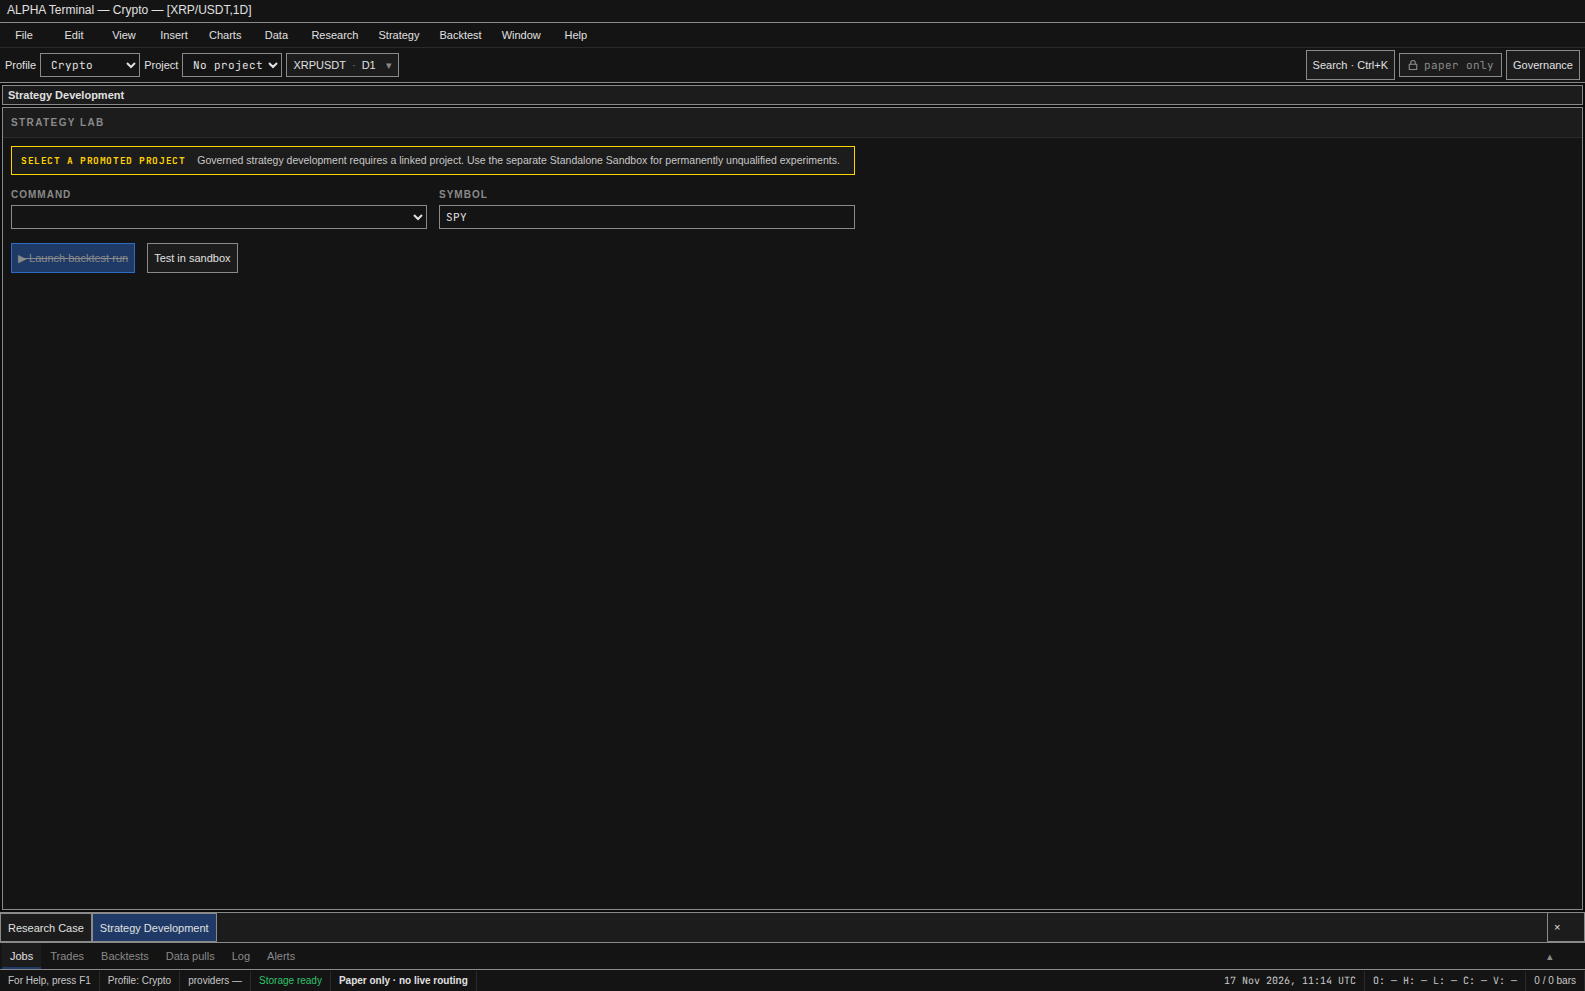 ALPHA Terminal — Crypto — [XRP/USDT,1D]
File Edit View Insert Charts Data Research Strategy Backtest Window Help
Profile Crypto Project No project XRPUSDT · D1 ▾ Search · Ctrl+K paper only Governance
Strategy Development
STRATEGY LAB
SELECT A PROMOTED PROJECT Governed strategy development requires a linked project. Use the separate Standalone Sandbox for permanently unqualified experiments.
COMMAND SYMBOL
SPY
▶ Launch backtest run Test in sandbox
Research Case Strategy Development ×
Jobs Trades Backtests Data pulls Log Alerts ▴
For Help, press F1 Profile: Crypto providers — Storage ready Paper only · no live routing 17 Nov 2026, 11:14 UTC O: — H: — L: — C: — V: — 0 / 0 bars